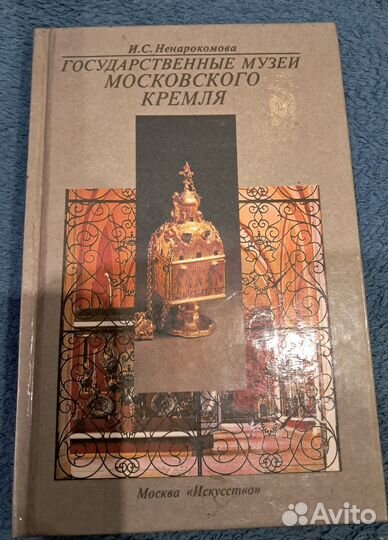 И.С. Ненарокомова
ГОСУДАРСТВЕННЫЕ МУЗЕИ
МОСКОВСКОГО
КРЕМЛЯ
Москва «Искусство»
Avito